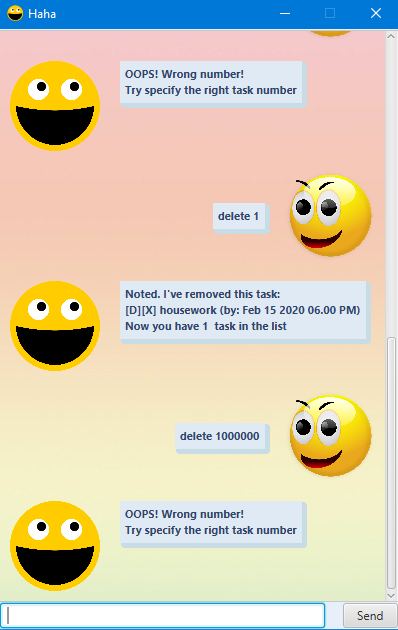 Haha
OOPS! Wrong number!
Try specify the right task number
delete 1
Noted. I've removed this task:
[D][X] housework (by: Feb 15 2020 06.00 PM)
Now you have 1  task in the list
delete 1000000
OOPS! Wrong number!
Try specify the right task number
Send